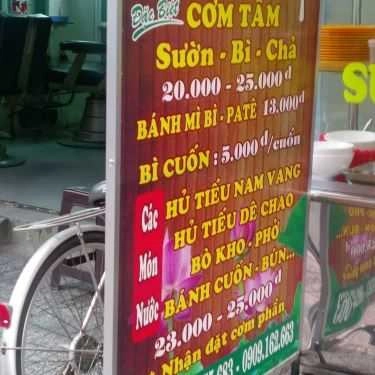 Đặc Biệt
CƠM TẤM
Sườn - Bì - Chả
20.000 - 25.000đ
BÁNH MÌ BÌ - PATÊ 13.000đ
BÌ CUỐN : 5.000đ/cuốn
Các Món Nước
HỦ TIẾU NAM VANG
HỦ TIẾU DÊ CHAO
BÒ KHO - PHỞ
BÁNH CUỐN - BÚN...
23.000 - 25.000đ
Nhận đặt cơm phần
683 - 0909.162.663